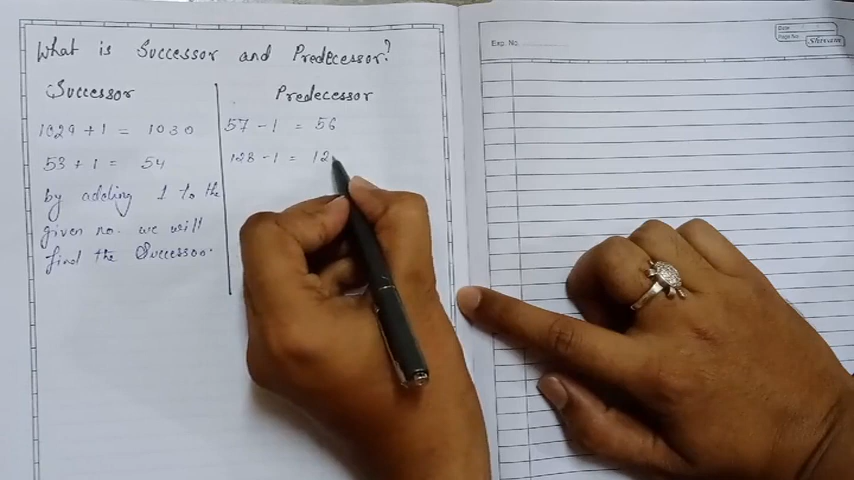 What is Successor and Predecessor?
Successor
1029 + 1 = 1030
53 + 1 = 54
by adding 1 to the
given no. we will
find the Successor.
Predecessor
57 - 1 = 56
128 - 1 = 12
Exp. No.
Date
Page No.
Shivam